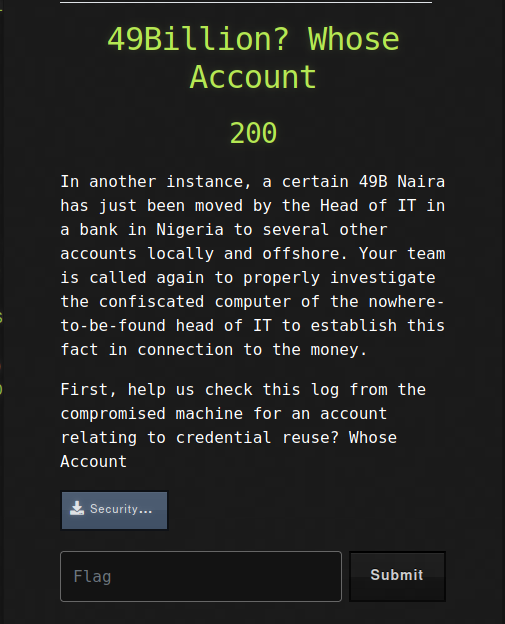 49Billion? Whose
Account
200
In another instance, a certain 49B Naira
has just been moved by the Head of IT in
a bank in Nigeria to several other
accounts locally and offshore. Your team
is called again to properly investigate
the confiscated computer of the nowhere-
to-be-found head of IT to establish this
fact in connection to the money.
First, help us check this log from the
compromised machine for an account
relating to credential reuse? Whose
Account
Security...
Flag
Submit